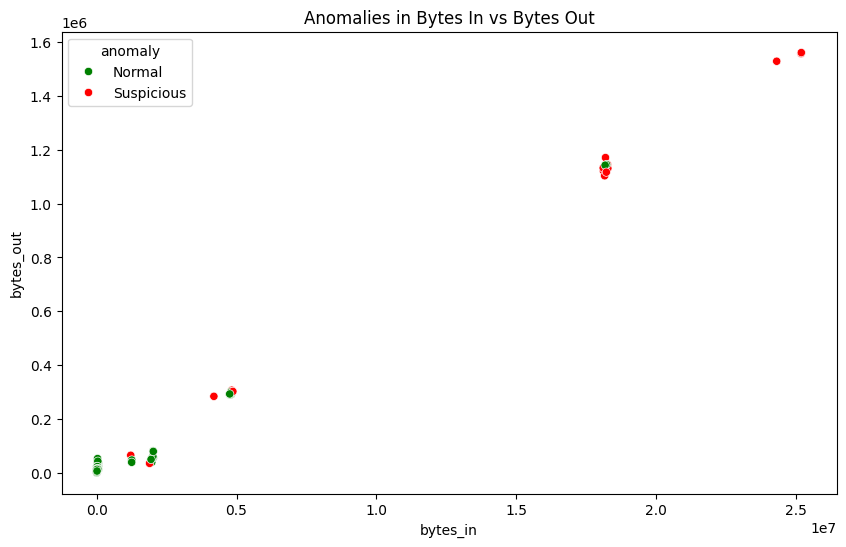 Anomalies in Bytes In vs Bytes Out
1e6
anomaly
Normal
Suspicious
1.6
1.4
1.2
1.0
0.8
0.6
0.4
0.2
0.0
bytes_out
0.0
0.5
1.0
1.5
2.0
2.5
1e7
bytes_in